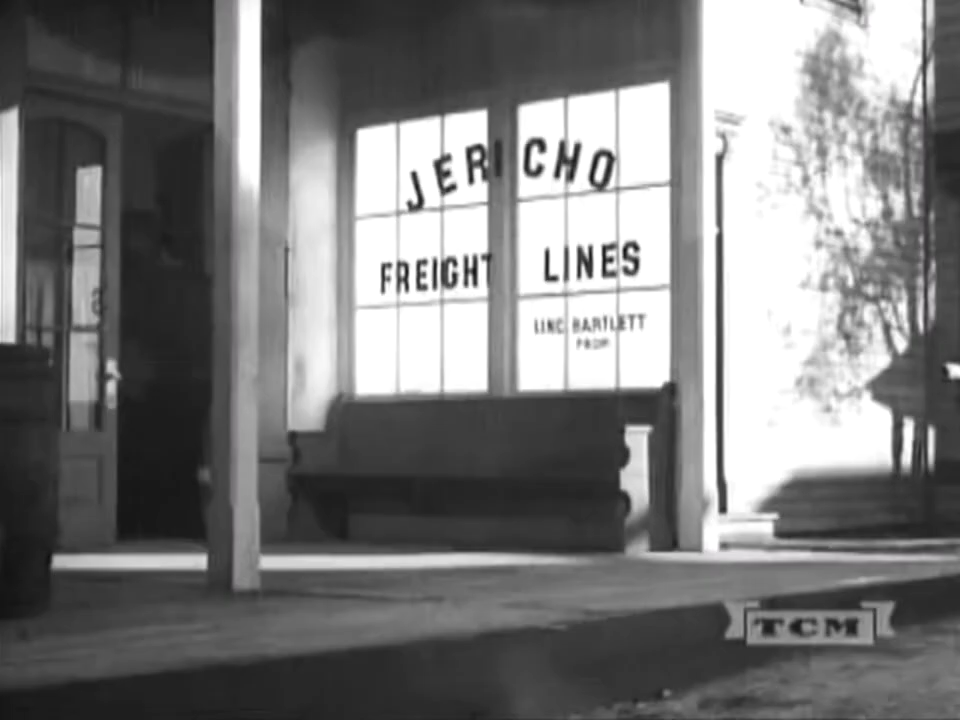 JERICHO
FREIGHT LINES
LINC BARTLETT
PROP.
TCM